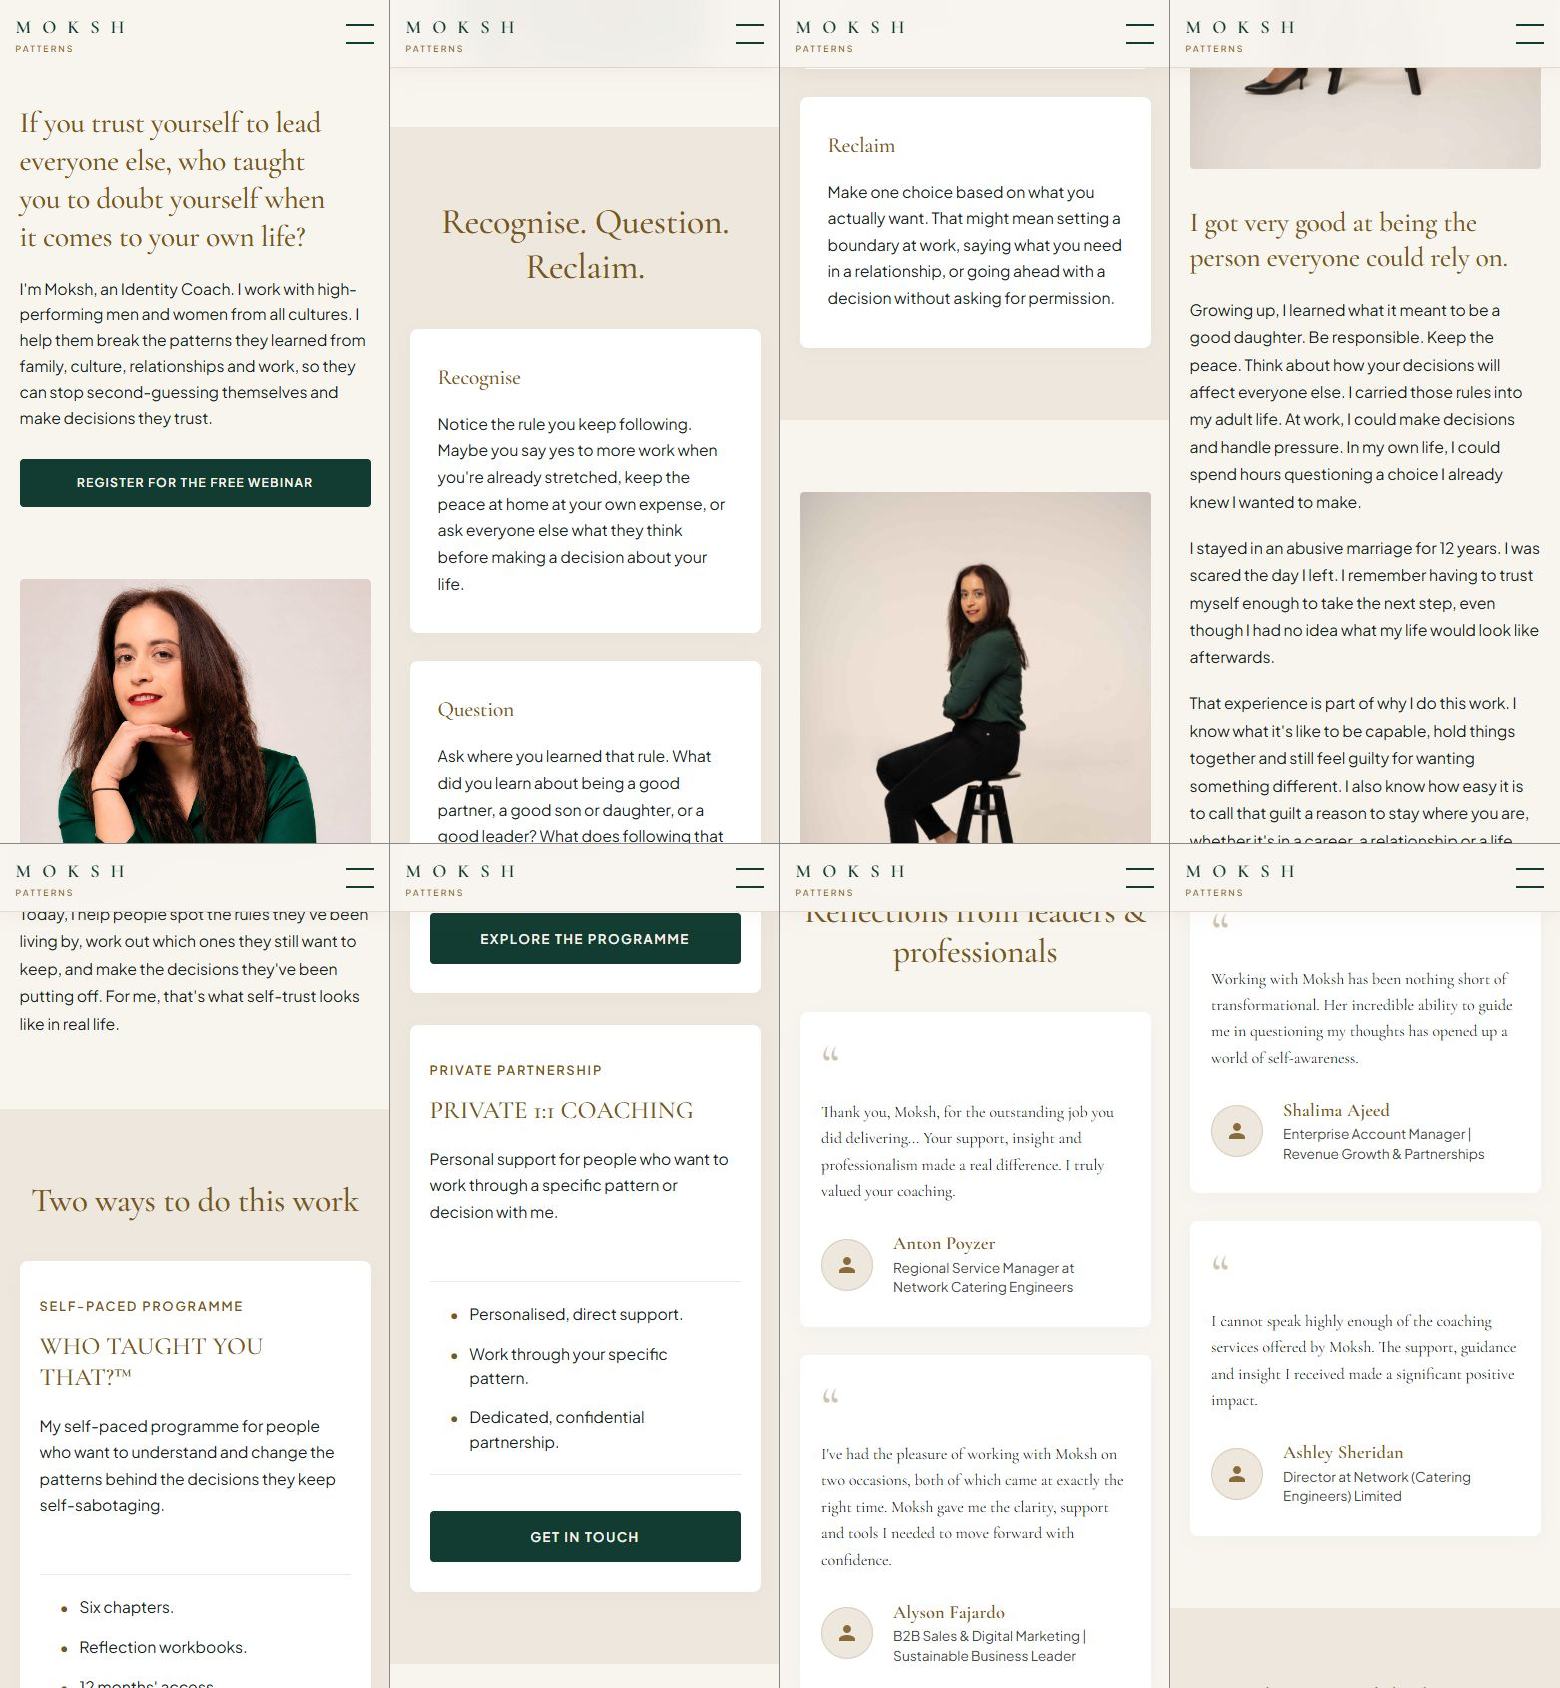 MOKSH
PATTERNS
If you trust yourself to lead
everyone else, who taught
you to doubt yourself when
it comes to your own life?
I'm Moksh, an Identity Coach. I work with high-
performing men and women from all cultures. I
help them break the patterns they learned from
family, culture, relationships and work, so they
can stop second-guessing themselves and
make decisions they trust.
REGISTER FOR THE FREE WEBINAR
MOKSH
PATTERNS
Recognise. Question.
Reclaim.
Recognise
Notice the rule you keep following.
Maybe you say yes to more work when
you're already stretched, keep the
peace at home at your own expense, or
ask everyone else what they think
before making a decision about your
life.
Question
Ask where you learned that rule. What
did you learn about being a good
partner, a good son or daughter, or a
good leader? What does following that
MOKSH
PATTERNS
Reclaim
Make one choice based on what you
actually want. That might mean setting a
boundary at work, saying what you need
in a relationship, or going ahead with a
decision without asking for permission.
MOKSH
PATTERNS
I got very good at being the
person everyone could rely on.
Growing up, I learned what it meant to be a
good daughter. Be responsible. Keep the
peace. Think about how your decisions will
affect everyone else. I carried those rules into
my adult life. At work, I could make decisions
and handle pressure. In my own life, I could
spend hours questioning a choice I already
knew I wanted to make.
I stayed in an abusive marriage for 12 years. I was
scared the day I left. I remember having to trust
myself enough to take the next step, even
though I had no idea what my life would look like
afterwards.
That experience is part of why I do this work. I
know what it's like to be capable, hold things
together and still feel guilty for wanting
something different. I also know how easy it is
to call that guilt a reason to stay where you are,
whether it's in a career, a relationship or a life
MOKSH
PATTERNS
Today, I help people spot the rules they've been
living by, work out which ones they still want to
keep, and make the decisions they've been
putting off. For me, that's what self-trust looks
like in real life.
Two ways to do this work
SELF-PACED PROGRAMME
WHO TAUGHT YOU
THAT?™
My self-paced programme for people
who want to understand and change the
patterns behind the decisions they keep
self-sabotaging.
• Six chapters.
• Reflection workbooks.
• 12 months' access
MOKSH
PATTERNS
EXPLORE THE PROGRAMME
PRIVATE PARTNERSHIP
PRIVATE 1:1 COACHING
Personal support for people who want to
work through a specific pattern or
decision with me.
• Personalised, direct support.
• Work through your specific
pattern.
• Dedicated, confidential
partnership.
GET IN TOUCH
MOKSH
PATTERNS
Reflections from leaders &
professionals
“
Thank you, Moksh, for the outstanding job you
did delivering... Your support, insight and
professionalism made a real difference. I truly
valued your coaching.
Anton Poyzer
Regional Service Manager at
Network Catering Engineers
“
I've had the pleasure of working with Moksh on
two occasions, both of which came at exactly the
right time. Moksh gave me the clarity, support
and tools I needed to move forward with
confidence.
Alyson Fajardo
B2B Sales & Digital Marketing |
Sustainable Business Leader
MOKSH
PATTERNS
“
Working with Moksh has been nothing short of
transformational. Her incredible ability to guide
me in questioning my thoughts has opened up a
world of self-awareness.
Shalima Ajeed
Enterprise Account Manager |
Revenue Growth & Partnerships
“
I cannot speak highly enough of the coaching
services offered by Moksh. The support, guidance
and insight I received made a significant positive
impact.
Ashley Sheridan
Director at Network (Catering
Engineers) Limited